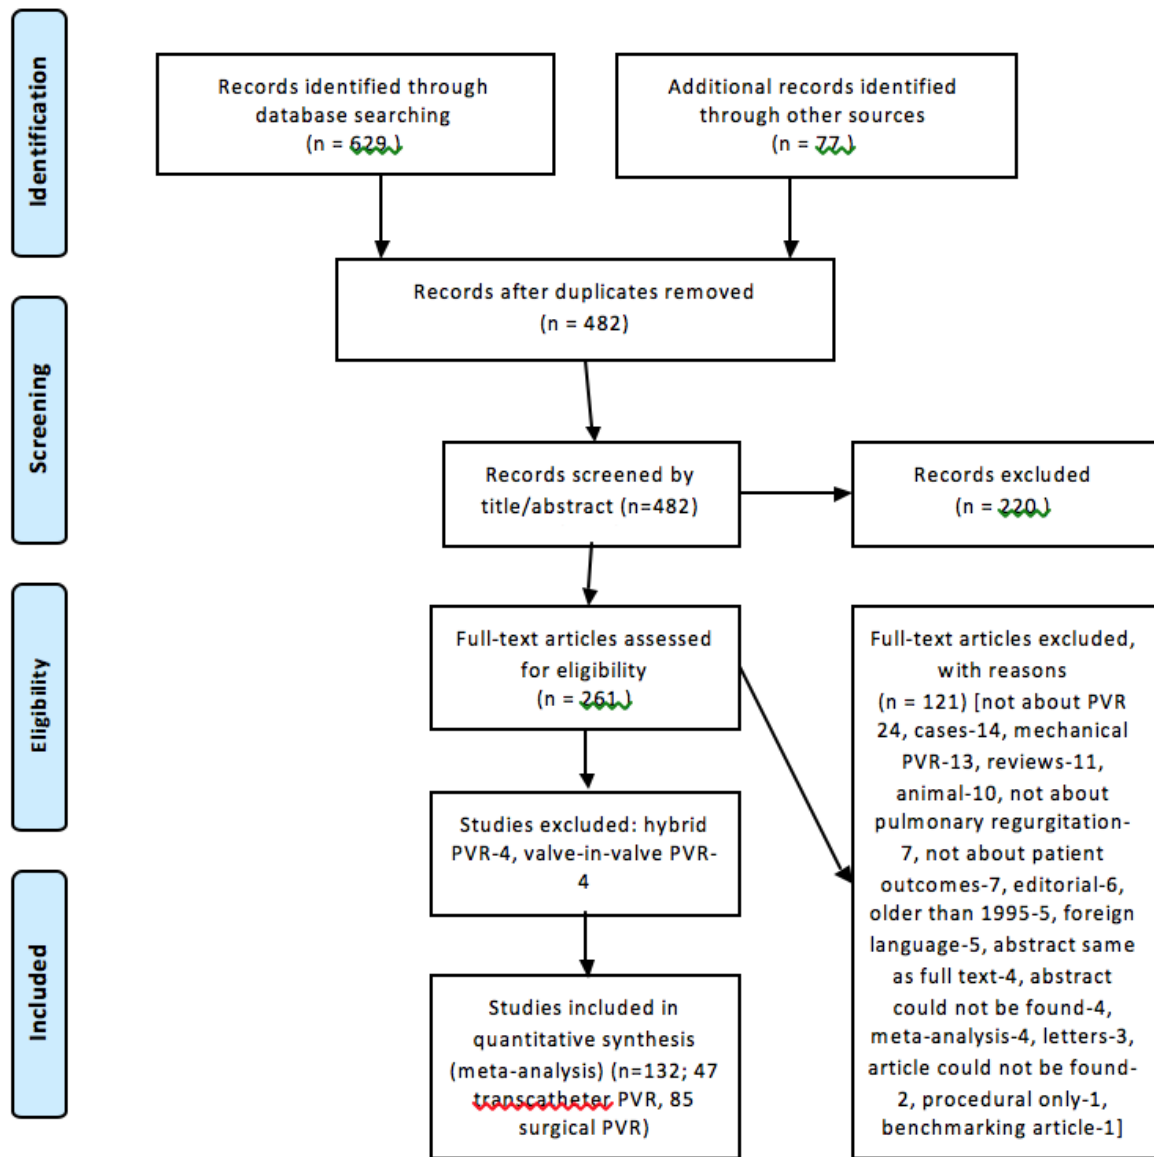 Identification
Records identified through
database searching
(n = 629 )
Additional records identified
through other sources
(n = 77 )
Records after duplicates removed
(n = 482)
Screening
Records screened by
title/abstract (n=482)
Records excluded
(n = 220 )
Eligibility
Full-text articles assessed
for eligibility
(n = 261 )
Full-text articles excluded,
with reasons
(n = 121) [not about PVR
24, cases-14, mechanical
PVR-13, reviews-11,
animal-10, not about
pulmonary regurgitation-
7, not about patient
outcomes-7, editorial-6,
older than 1995-5, foreign
language-5, abstract same
as full text-4, abstract
could not be found-4,
meta-analysis-4, letters-3,
article could not be found-
2, procedural only-1,
benchmarking article-1]
Studies excluded: hybrid
PVR-4, valve-in-valve PVR-
4
Included
Studies included in
quantitative synthesis
(meta-analysis) (n=132; 47
transcatheter PVR, 85
surgical PVR)